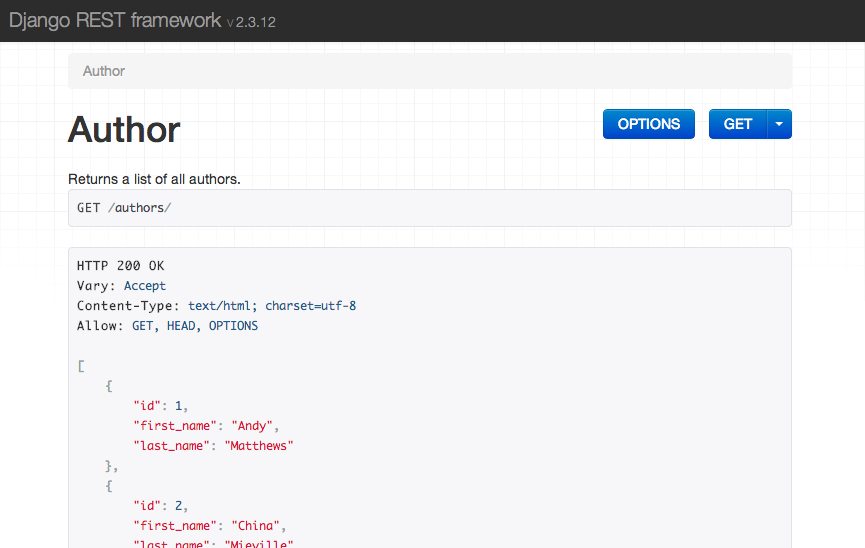 Django REST framework v 2.3.12
Author
Author
OPTIONS
GET
Returns a list of all authors.
GET /authors/
HTTP 200 OK
Vary: Accept
Content-Type: text/html; charset=utf-8
Allow: GET, HEAD, OPTIONS
[
{
"id": 1,
"first_name": "Andy",
"last_name": "Matthews"
},
{
"id": 2,
"first_name": "China",
"last_name": "Mieville"